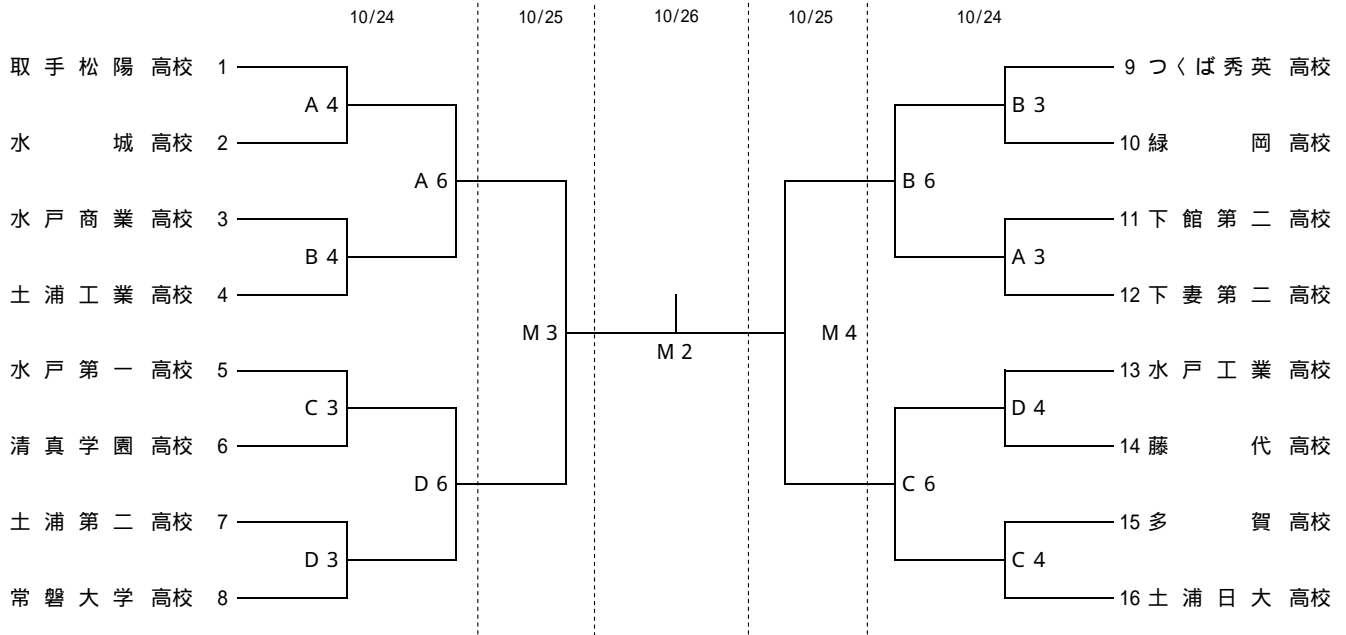 10/24 10/25 10/26 10/25 10/24
取手松陽 高校 1
A 4
水 城 高校 2
A 6
水戸商業 高校 3
B 4
土浦工業 高校 4
M 3
水戸第一 高校 5
C 3
清真学園 高校 6
D 6
土浦第二 高校 7
D 3
常磐大学 高校 8
M 2
9 つくば秀英 高校
B 3
10 緑 岡 高校
B 6
11 下館第二 高校
A 3
12 下妻第二 高校
M 4
13 水戸工業 高校
D 4
14 藤 代 高校
C 6
15 多 賀 高校
C 4
16 土浦日大 高校